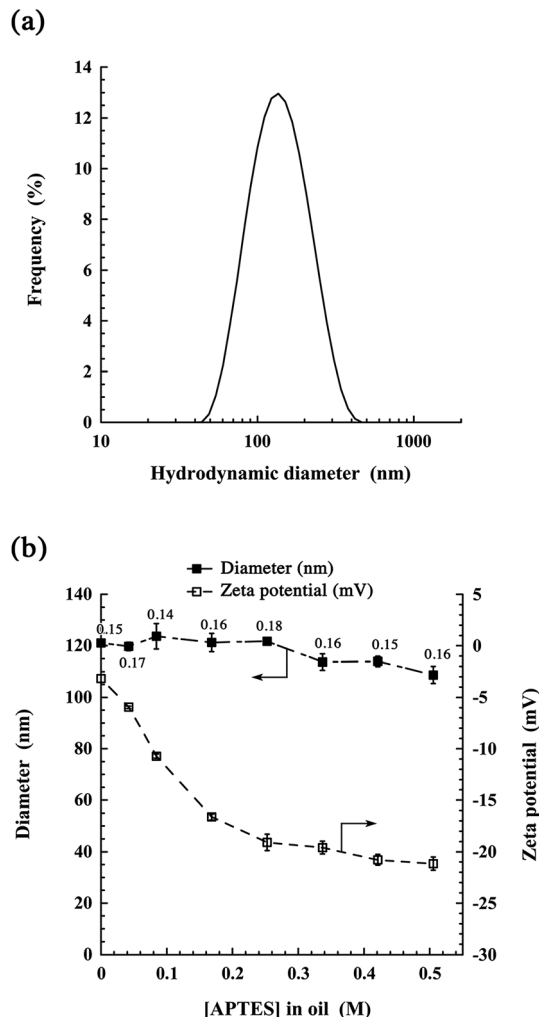 (a)
14
12
10
8
6
4
2
0
Frequency (%)
10 100 1000
Hydrodynamic diameter (nm)
(b)
Diameter (nm)
Zeta potential (mV)
140
120
100
80
60
40
20
0
Diameter (nm)
0.15
0.17
0.14
0.16
0.18
0.16
0.15
0.16
5
0
-5
-10
-15
-20
-25
-30
Zeta potential (mV)
0 0.1 0.2 0.3 0.4 0.5
[APTES] in oil (M)